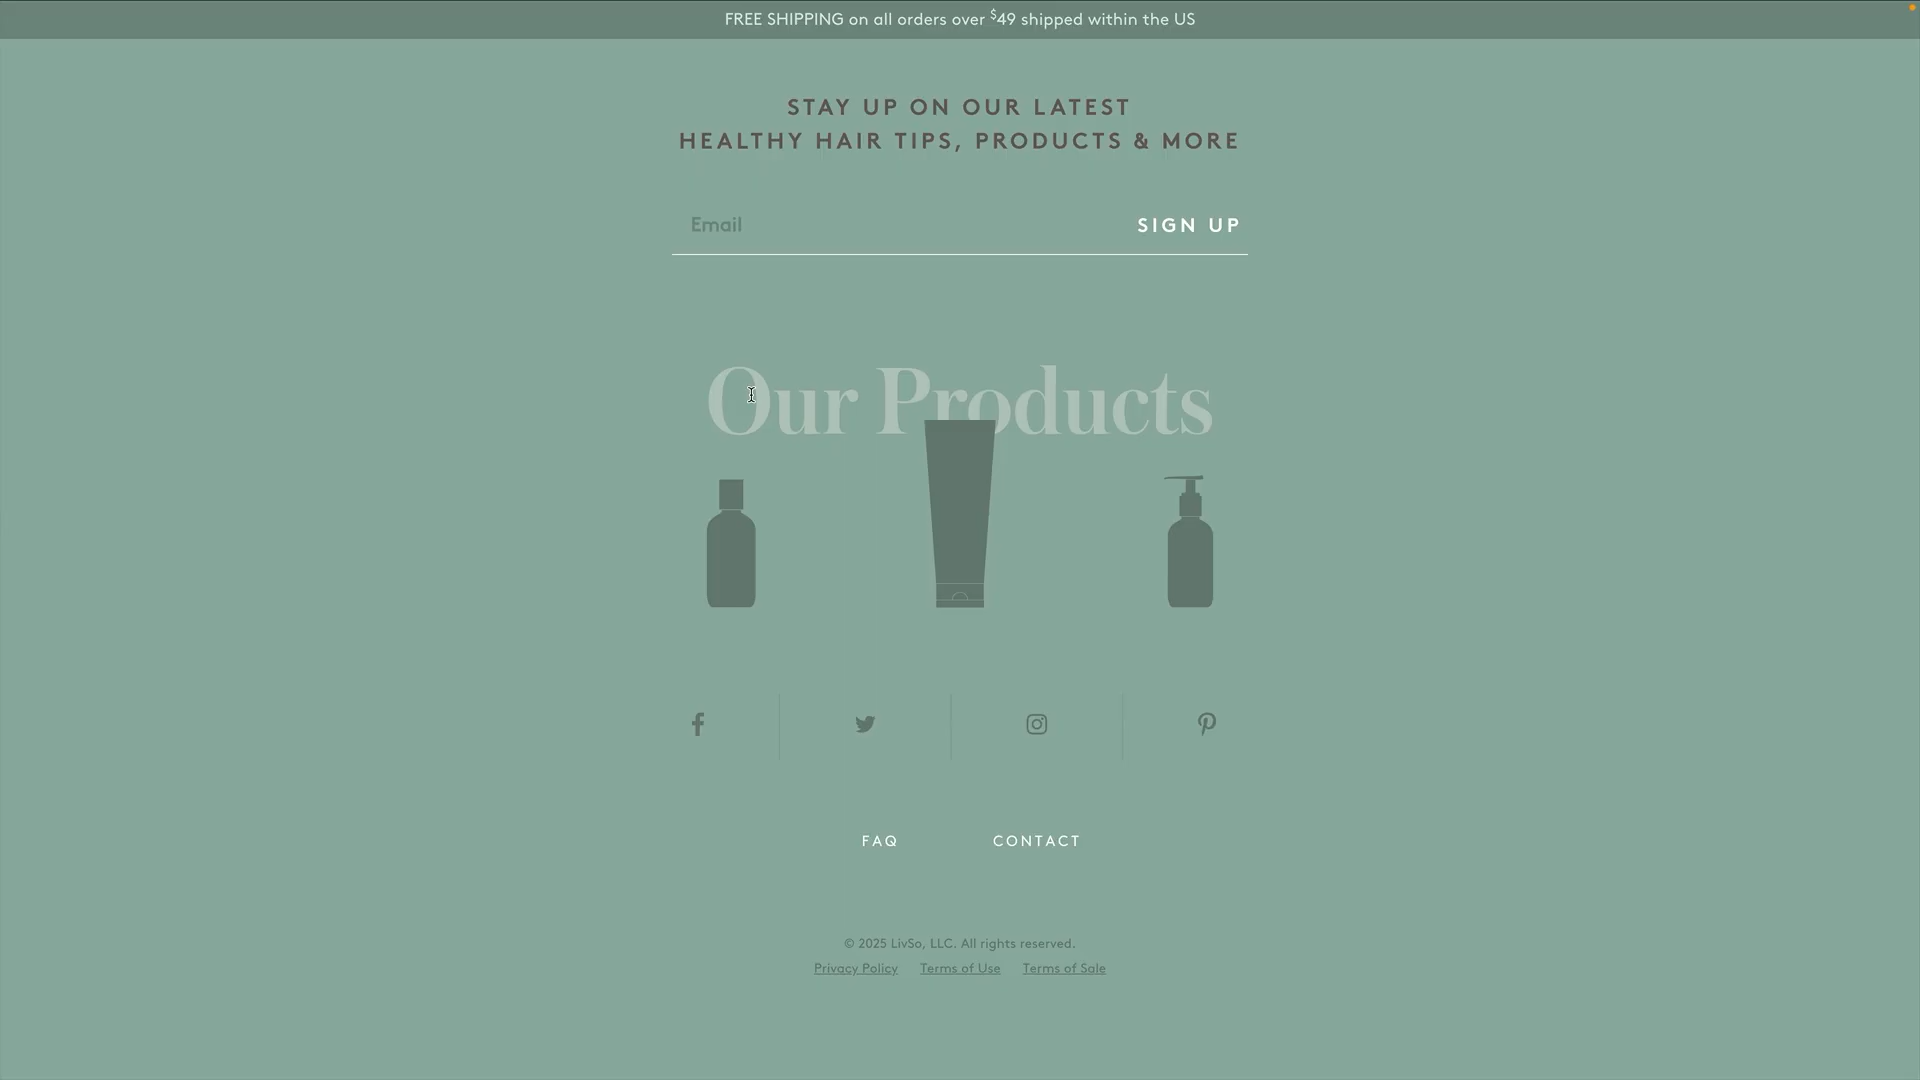 FREE SHIPPING on all orders over $49 shipped within the US
STAY UP ON OUR LATEST
HEALTHY HAIR TIPS, PRODUCTS & MORE
Email
SIGN UP
Our Products
FAQ
CONTACT
© 2025 LivSo, LLC. All rights reserved.
Privacy Policy Terms of Use Terms of Sale